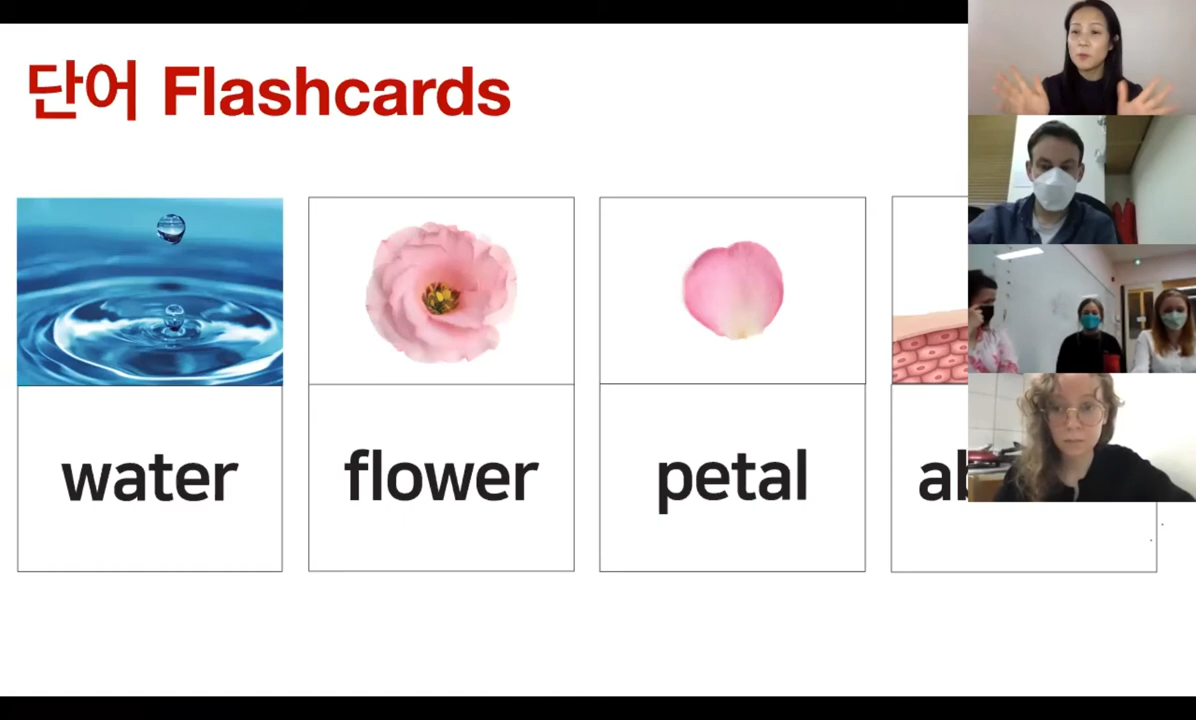 단어 Flashcards
water
flower
petal